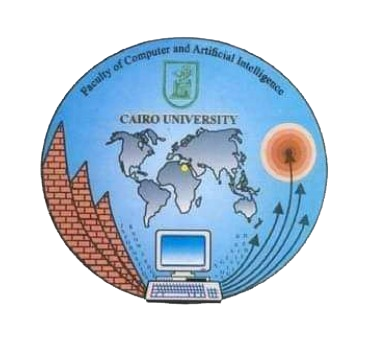 Faculty of Computer and Artificial Intelligence
CAIRO UNIVERSITY